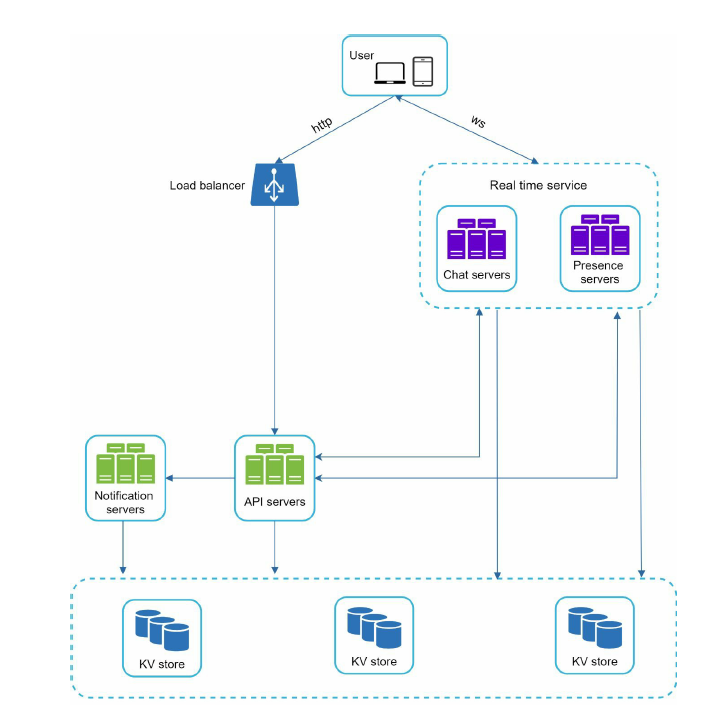 User
http
ws
Load balancer
Real time service
Chat servers
Presence
servers
Notification
servers
API servers
KV store
KV store
KV store